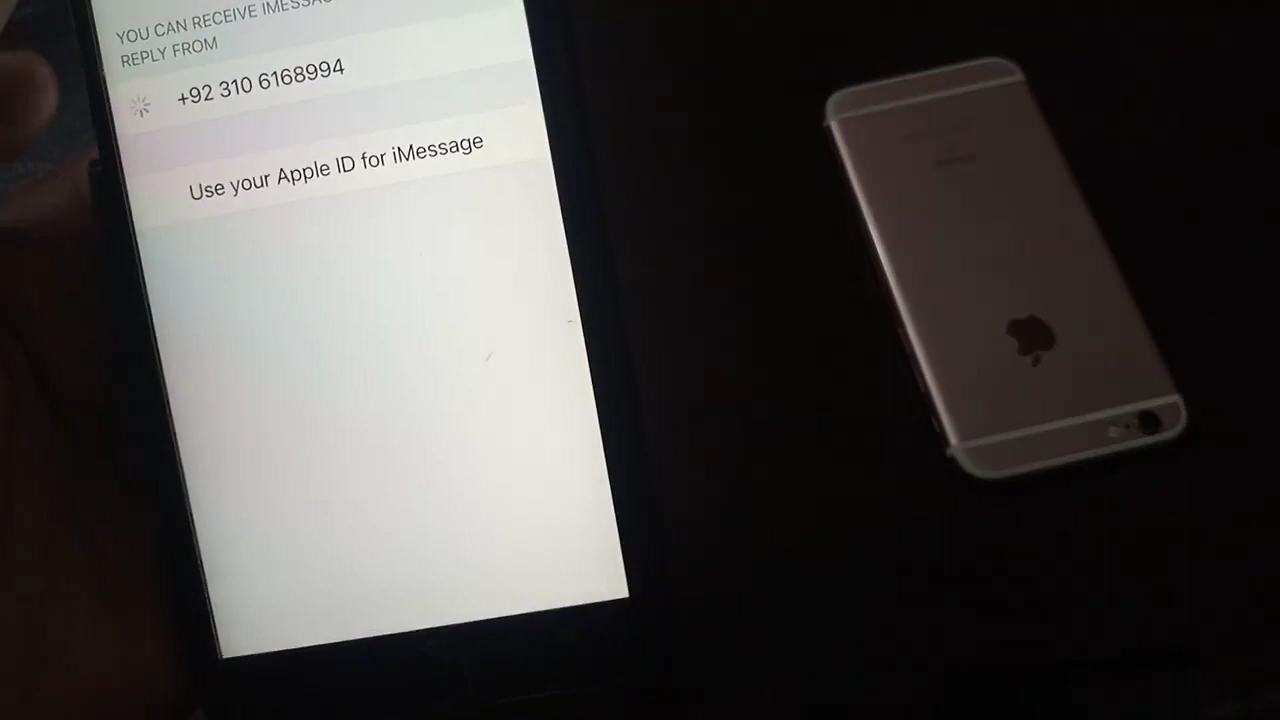 YOU CAN RECEIVE
REPLY FROM
+92 310 6168994
Use your Apple ID for iMessage